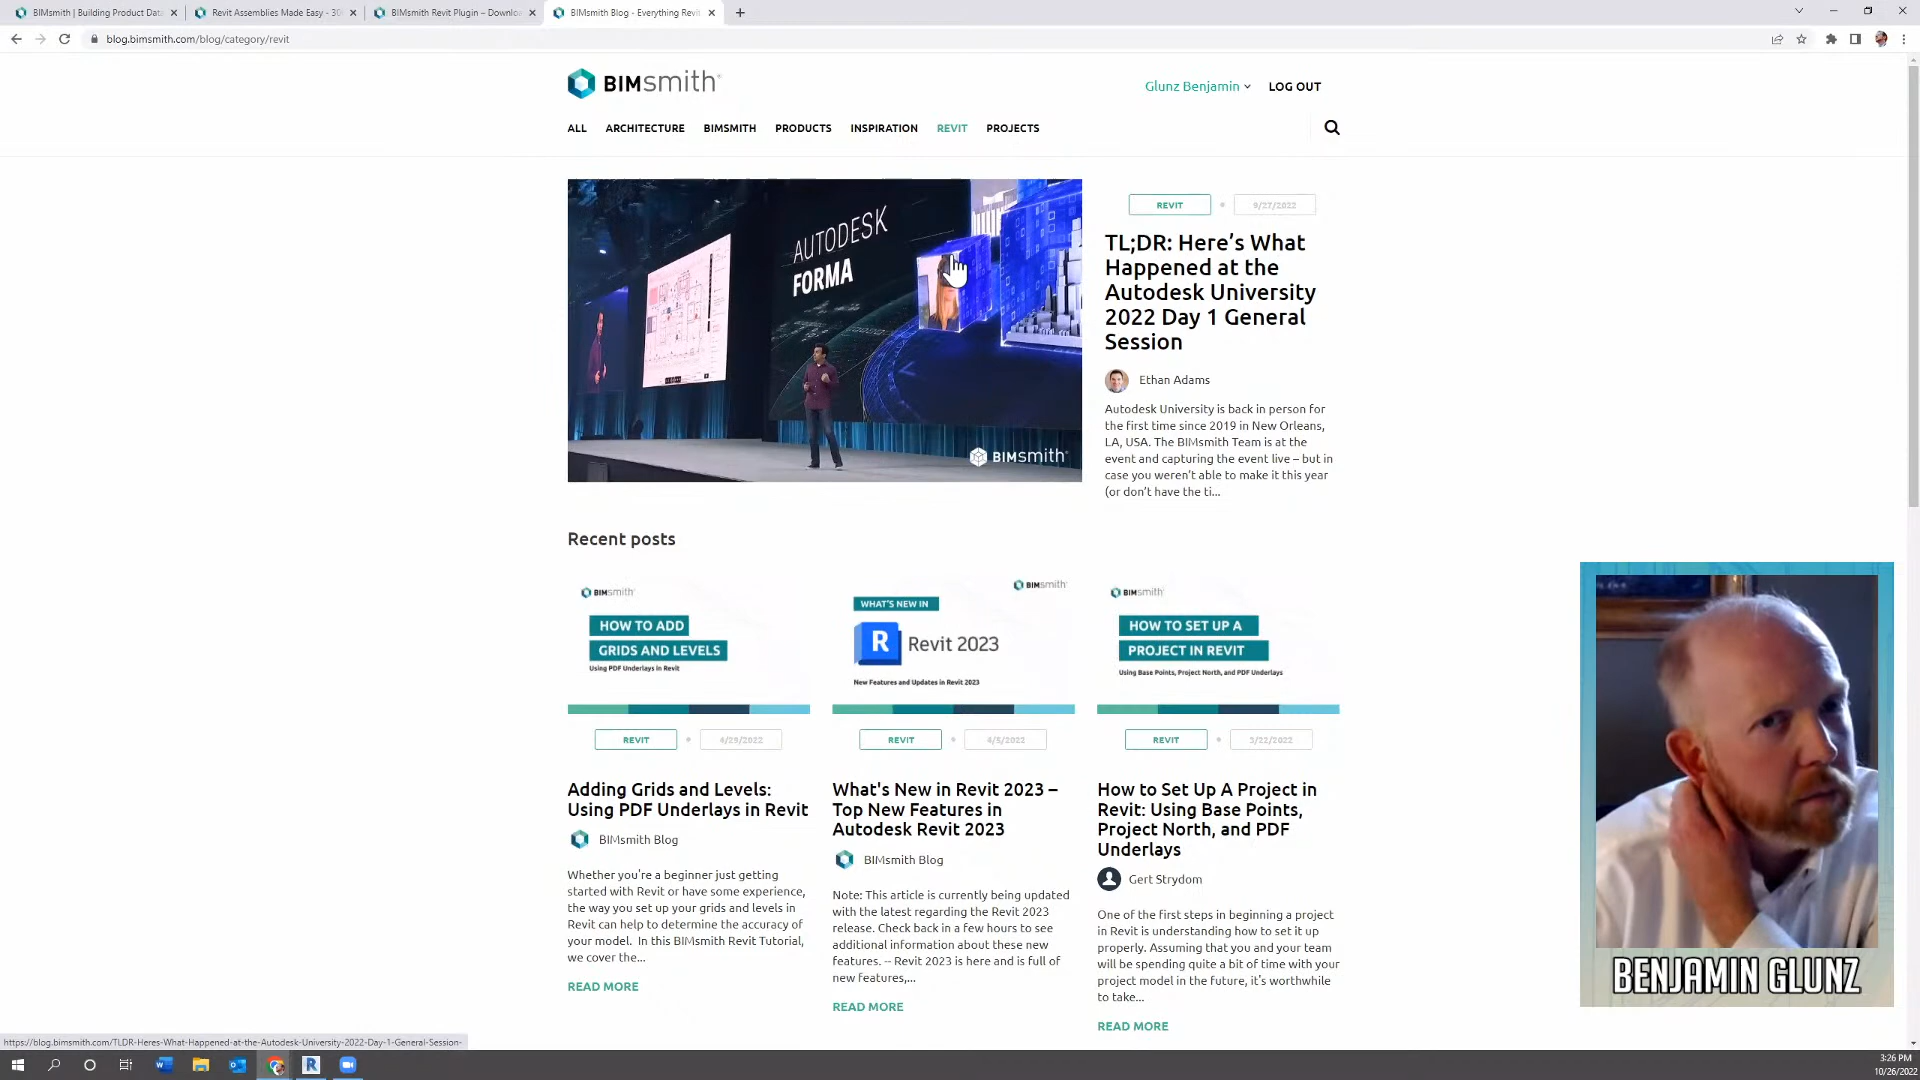 BIMsmith | Building Product Data
Revit Assemblies Made Easy - 30
BIMsmith Revit Plugin – Downloa
BIMsmith Blog - Everything Revit
blog.bimsmith.com/blog/category/revit
BIMsmith
Glunz Benjamin
LOG OUT
ALL ARCHITECTURE BIMSMITH PRODUCTS INSPIRATION REVIT PROJECTS
AUTODESK
FORMA
BIMsmith
REVIT
9/27/2022
TL;DR: Here’s What
Happened at the
Autodesk University
2022 Day 1 General
Session
Ethan Adams
Autodesk University is back in person for
the first time since 2019 in New Orleans,
LA, USA. The BIMsmith Team is at the
event and capturing the event live – but in
case you weren’t able to make it this year
(or don’t have the ti...
Recent posts
BIMsmith
HOW TO ADD
GRIDS AND LEVELS
Using PDF Underlays in Revit
REVIT
4/29/2022
Adding Grids and Levels:
Using PDF Underlays in Revit
BIMsmith Blog
Whether you're a beginner just getting
started with Revit or have some experience,
the way you set up your grids and levels in
Revit can help to determine the accuracy of
your model.  In this BIMsmith Revit Tutorial,
we cover the...
READ MORE
BIMsmith
WHAT'S NEW IN
R
Revit 2023
New Features and Updates in Revit 2023
REVIT
4/5/2022
What's New in Revit 2023 –
Top New Features in
Autodesk Revit 2023
BIMsmith Blog
Note: This article is currently being updated
with the latest regarding the Revit 2023
release. Check back in a few hours to see
additional information about these new
features. -- Revit 2023 is here and is full of
new features,...
READ MORE
BIMsmith
HOW TO SET UP A
PROJECT IN REVIT
Using Base Points, Project North, and PDF Underlays
REVIT
3/22/2022
How to Set Up A Project in
Revit: Using Base Points,
Project North, and PDF
Underlays
Gert Strydom
One of the first steps in beginning a project
in Revit is understanding how to set it up
properly. Assuming that you and your team
will be spending quite a bit of time with your
project model in the future, it's worthwhile
to take...
READ MORE
BENJAMIN GLUNZ
https://blog.bimsmith.com/TLDR-Heres-What-Happened-at-the-Autodesk-University-2022-Day-1-General-Session-
3:26 PM
10/26/2022